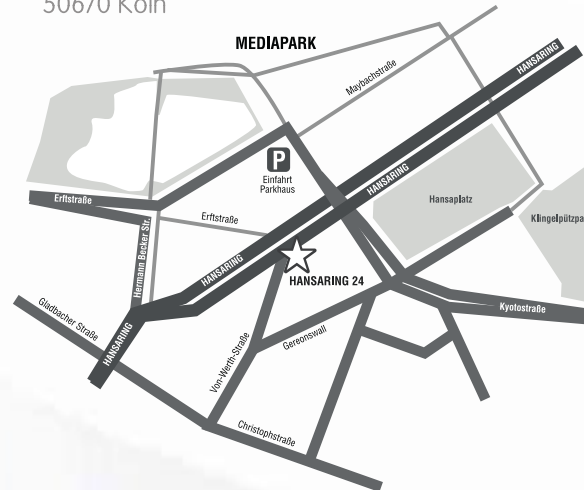 50670 Köln
MEDIAPARK
HANSARING
Maybachstraße
P
Einfahrt
Parkhaus
HANSARING
Erftstraße
Hansaplatz
Erftstraße
Klingelpützpa
Hermann Becker Str.
HANSARING
HANSARING 24
Kyotostraße
Gladbacher Straße
HANSARING
Gereonswall
Von-Werth-Straße
Christophstraße